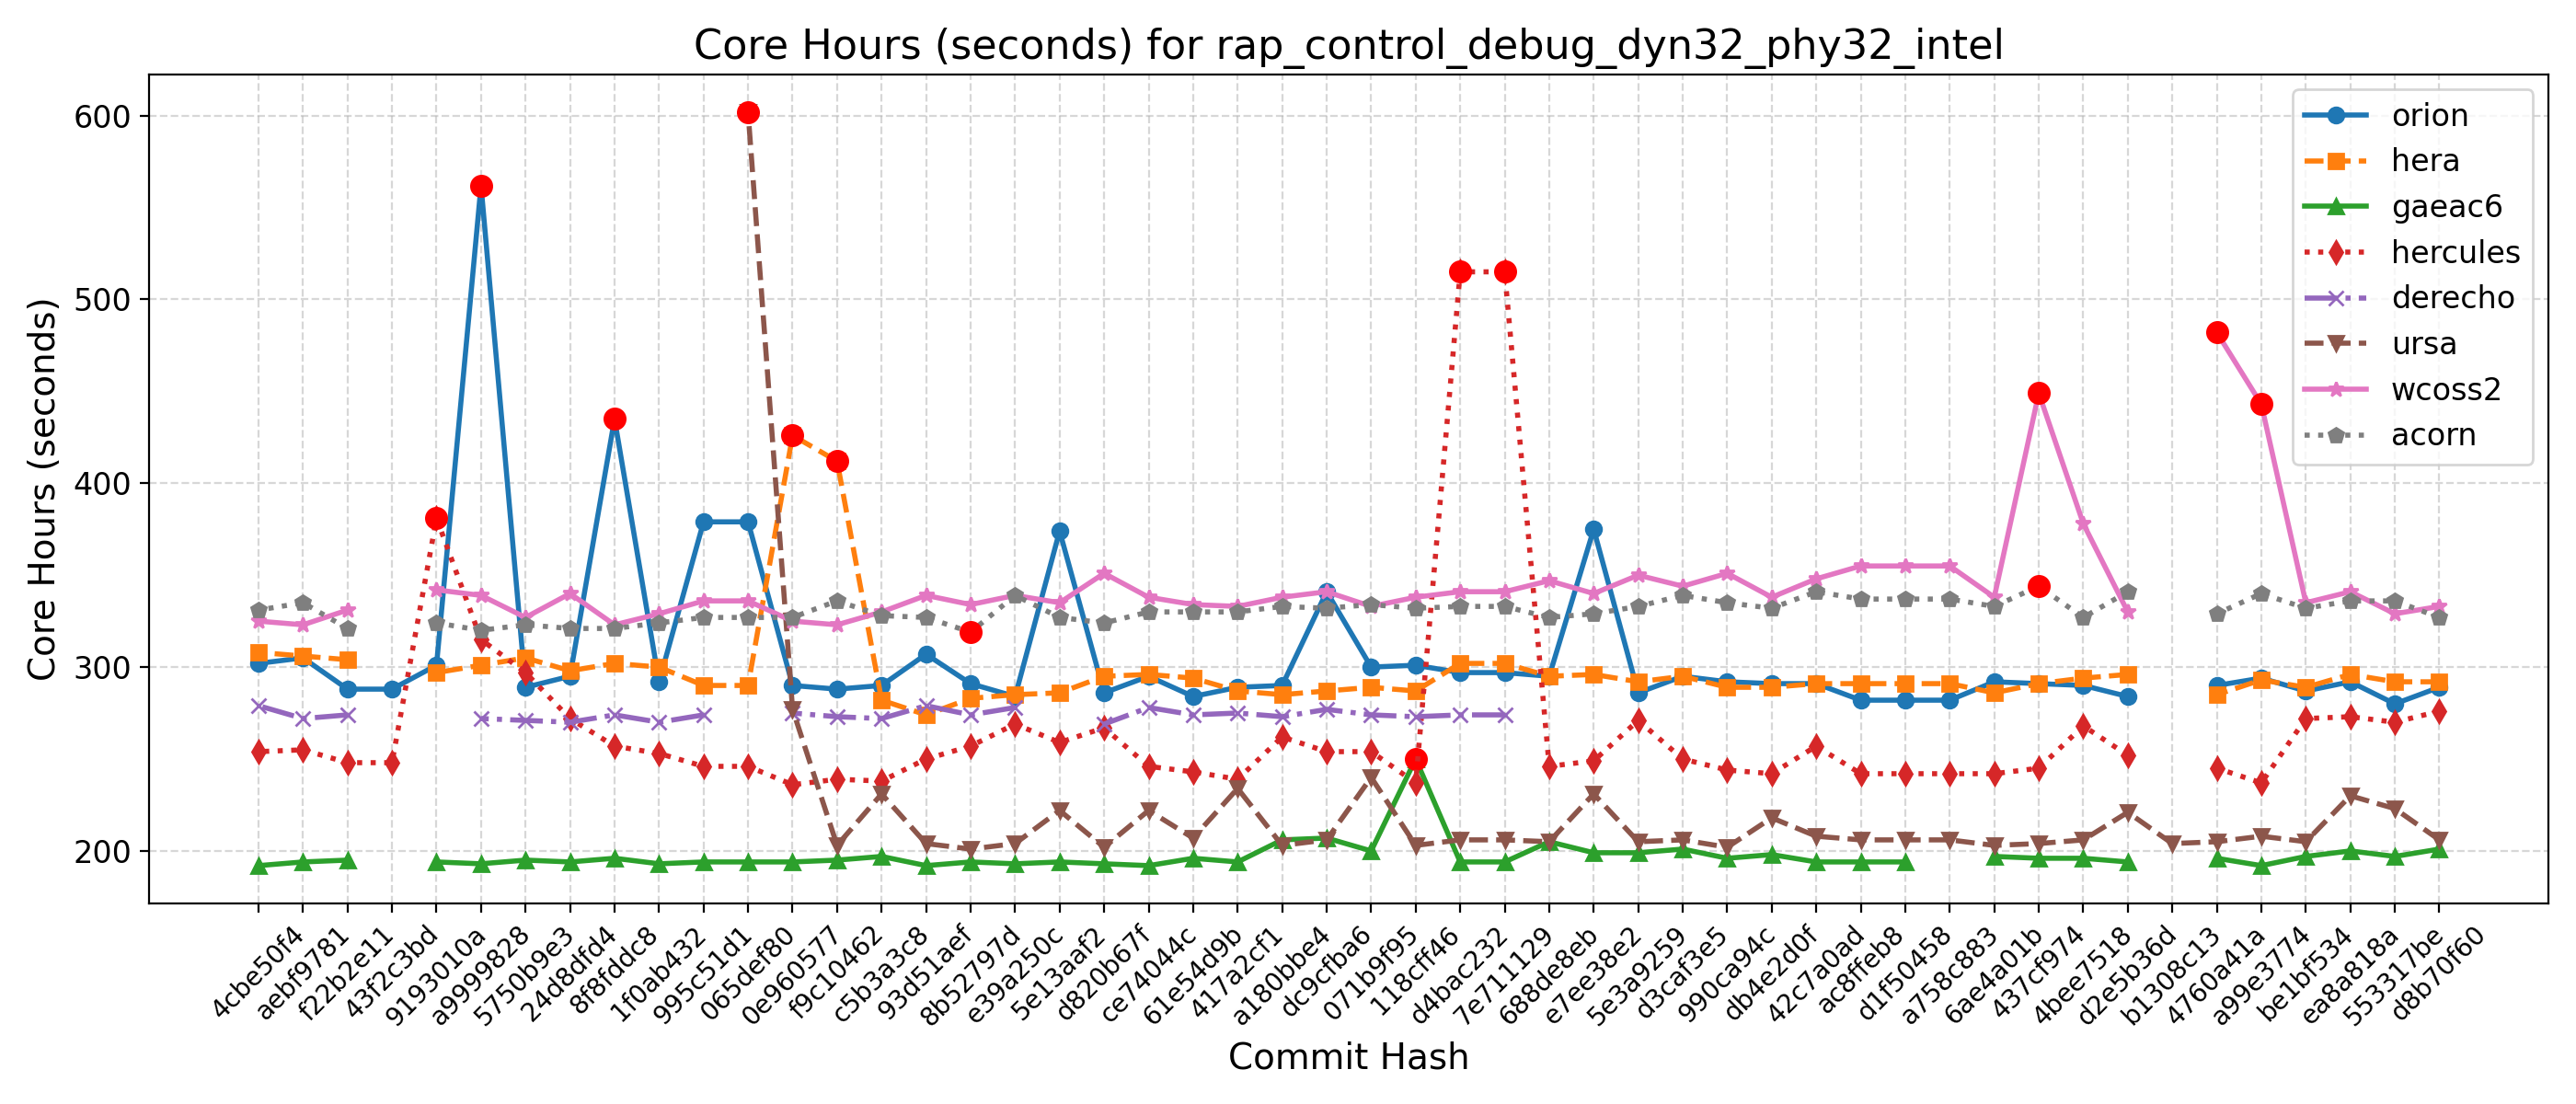 Core Hours (seconds) for rap_control_debug_dyn32_phy32_intel
Core Hours (seconds)
600
500
400
300
200
orion
hera
gaeac6
hercules
derecho
ursa
wcoss2
acorn
4cbe50f4
aebf9781
f22b2e11
43f2c3bd
9193010a
a9999828
5750b9e3
24d8dfd4
8f8fddc8
1f0ab432
995c51d1
065def80
0e960577
f9c10462
c5b3a3c8
93d51aef
8b52797d
e39a250c
5e13aaf2
d820b67f
ce74044c
61e54d9b
417a2cf1
a180bbe4
dc9cfba6
071b9f95
118cff46
d4bac232
7e711129
688de8eb
e7ee38e2
5e3a9259
d3caf3e5
990ca94c
db4e2d0f
42c7a0ad
ac8ffeb8
d1f50458
a758c883
6ae4a01b
437cf974
4bee7518
d2e5b36d
b1308c13
4760a41a
a99e3774
be1bf534
ea8a818a
553317be
d8b70f60
Commit Hash